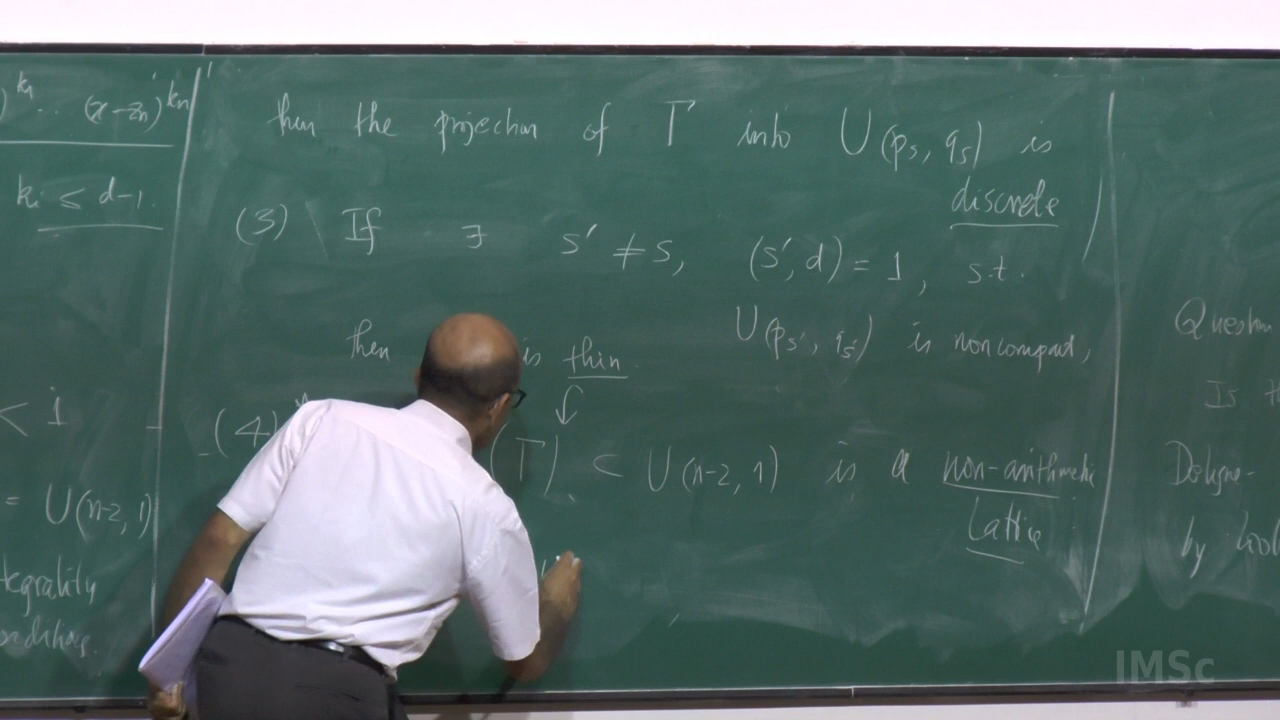 )^{k_1} ... (x-z_n)^{k_n}
k_i ≤ d-1.
< 1
= U(n-2, 1)
tegrality
then the projection of Γ into U(p_s, q_s) is
discrete
(3) If ∃ s' ≠ s, (s', d) = 1, s.t.
U(p_s', q_s') is noncompact,
then is thin.
(4) (Γ) ⊂ U(n-2, 1) is a non-arithmetic
Lattice
Question
Is t
Deligne-
by
IMSc